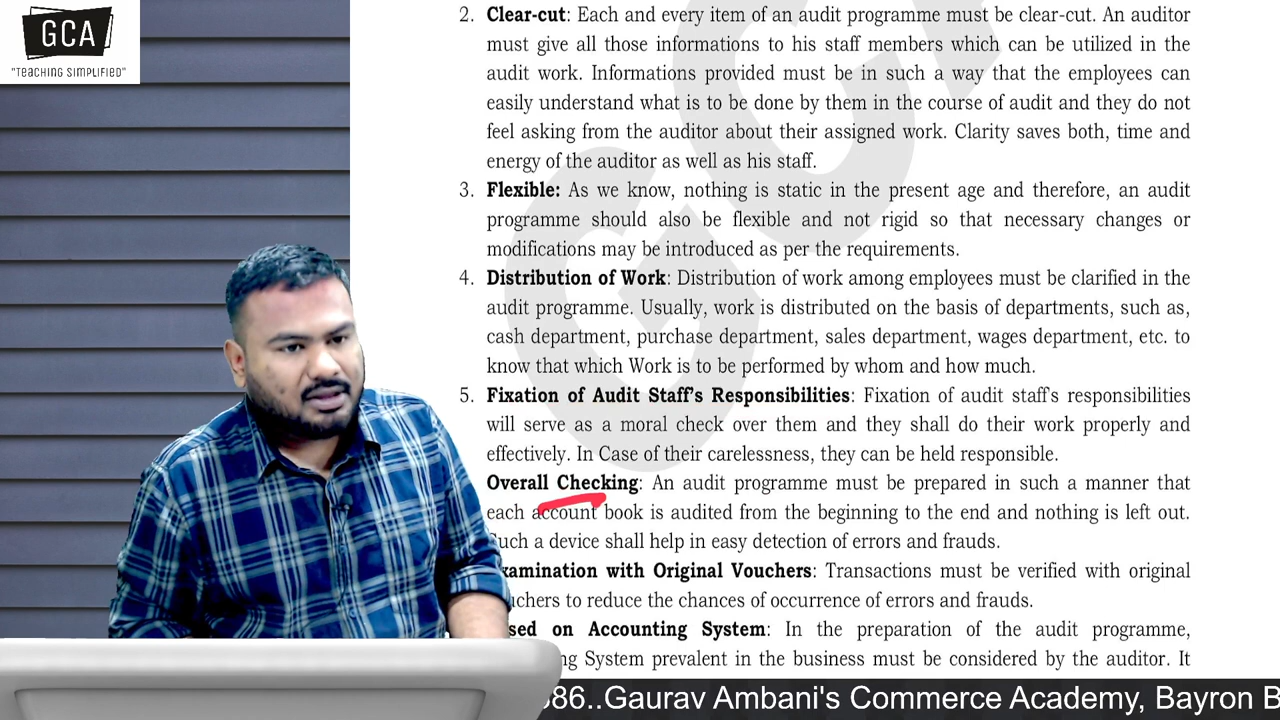 GCA
"TEACHING SIMPLIFIED"
2. Clear-cut: Each and every item of an audit programme must be clear-cut. An auditor
must give all those informations to his staff members which can be utilized in the
audit work. Informations provided must be in such a way that the employees can
easily understand what is to be done by them in the course of audit and they do not
feel asking from the auditor about their assigned work. Clarity saves both, time and
energy of the auditor as well as his staff.
3. Flexible: As we know, nothing is static in the present age and therefore, an audit
programme should also be flexible and not rigid so that necessary changes or
modifications may be introduced as per the requirements.
4. Distribution of Work: Distribution of work among employees must be clarified in the
audit programme. Usually, work is distributed on the basis of departments, such as,
cash department, purchase department, sales department, wages department, etc. to
know that which Work is to be performed by whom and how much.
5. Fixation of Audit Staff's Responsibilities: Fixation of audit staff's responsibilities
will serve as a moral check over them and they shall do their work properly and
effectively. In Case of their carelessness, they can be held responsible.
Overall Checking: An audit programme must be prepared in such a manner that
each account book is audited from the beginning to the end and nothing is left out.
uch a device shall help in easy detection of errors and frauds.
xamination with Original Vouchers: Transactions must be verified with original
uchers to reduce the chances of occurrence of errors and frauds.
sed on Accounting System: In the preparation of the audit programme,
ng System prevalent in the business must be considered by the auditor. It
86..Gaurav Ambani's Commerce Academy, Bayron B